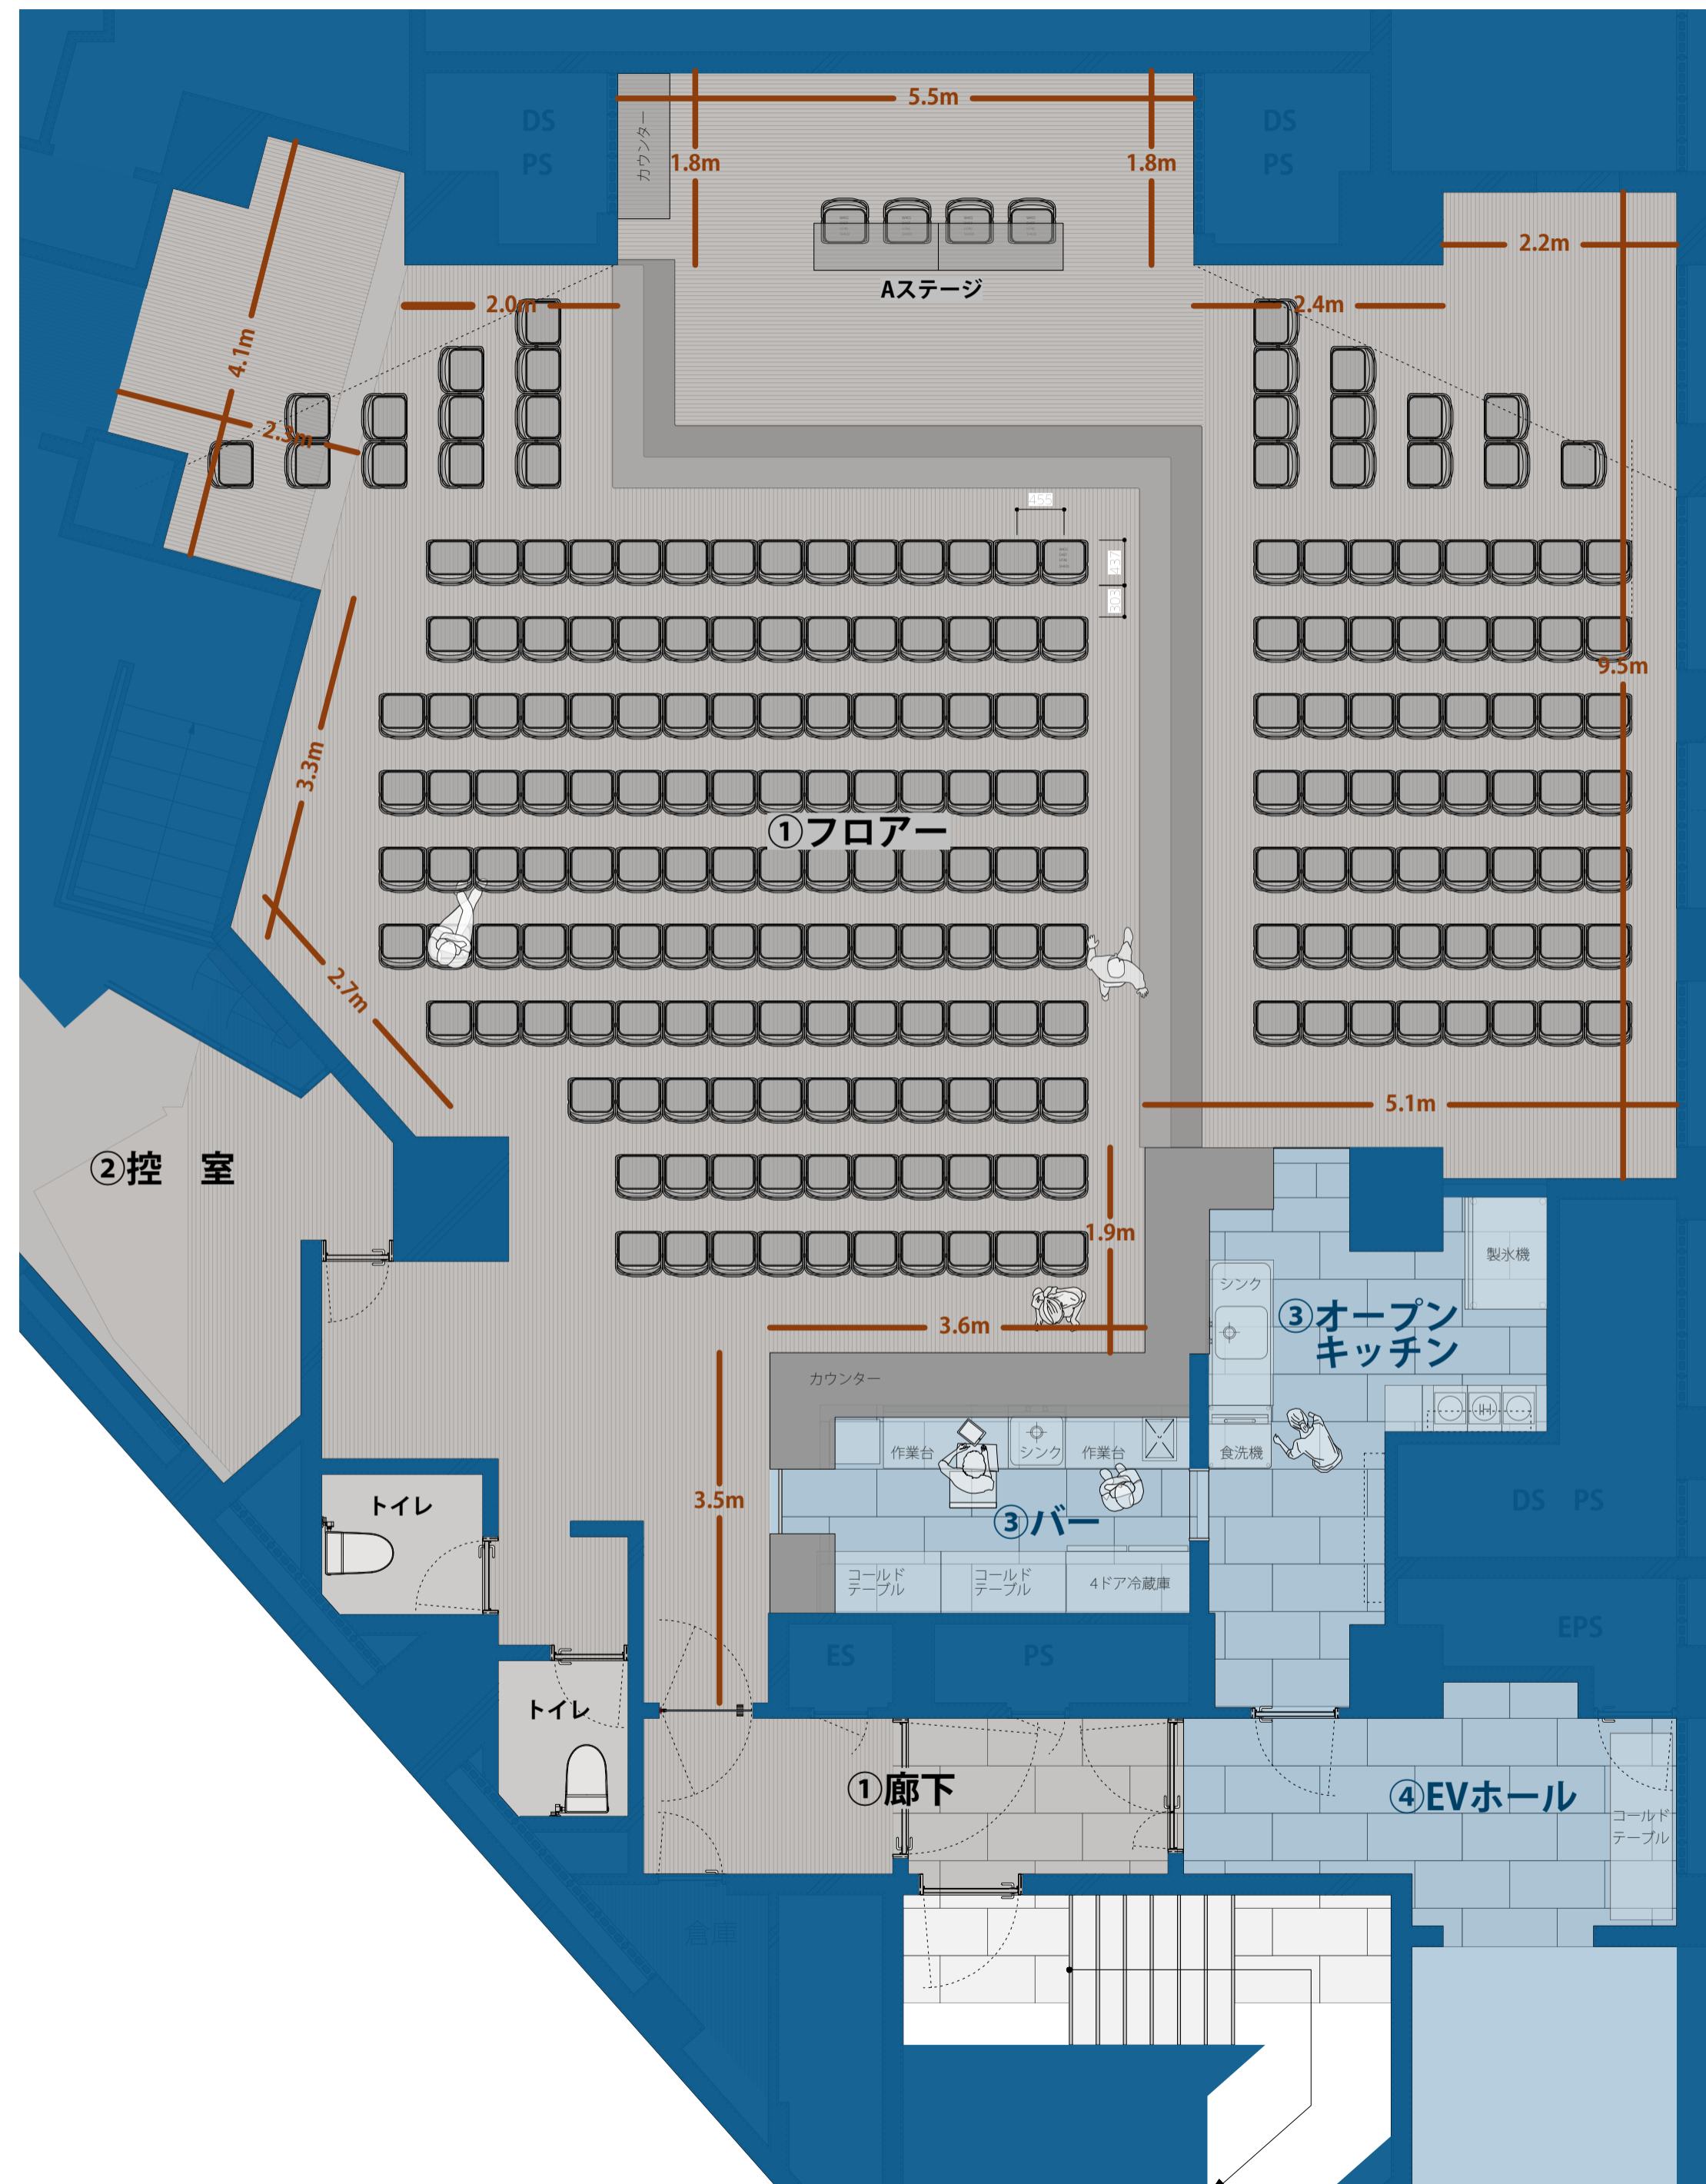 5.5m
DS
PS
カウンター
1.8m
1.8m
DS
PS
2.2m
Aステージ
2.0m
2.4m
4.1m
2.3m
455
437
303
9.5m
3.3m
①フロアー
2.7m
5.1m
②控　室
1.9m
シンク
製氷機
③オープン
キッチン
3.6m
カウンター
IH
作業台
シンク
作業台
食洗機
トイレ
3.5m
③バー
DS PS
コールド
テーブル
コールド
テーブル
4ドア冷蔵庫
EPS
ES
PS
トイレ
①廊下
④EVホール
コールド
テーブル
倉庫